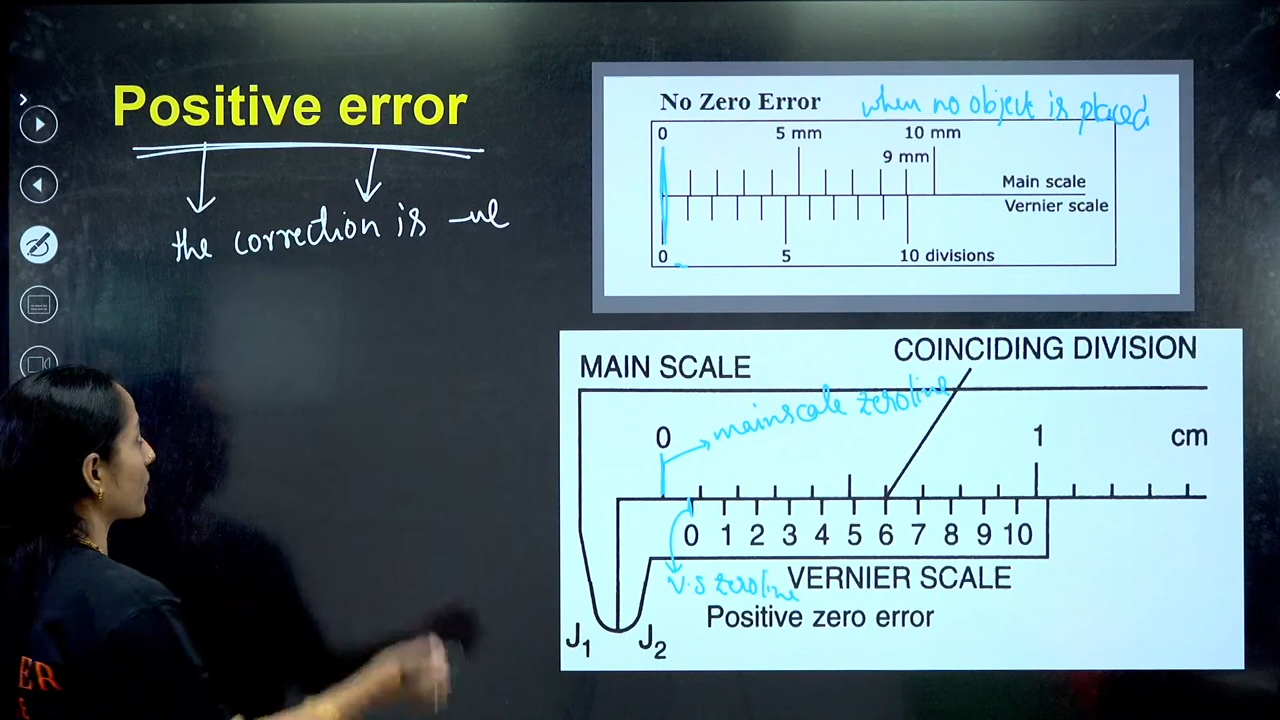 Positive error
the correction is -ve
No Zero Error
when no object is placed
0 5 mm 10 mm
9 mm
Main scale
Vernier scale
0 5 10 divisions
COINCIDING DIVISION
MAIN SCALE
mainscale zeroline
0 1 cm
0 1 2 3 4 5 6 7 8 9 10
V.S zeroline
VERNIER SCALE
Positive zero error
J1 J2
ER
E